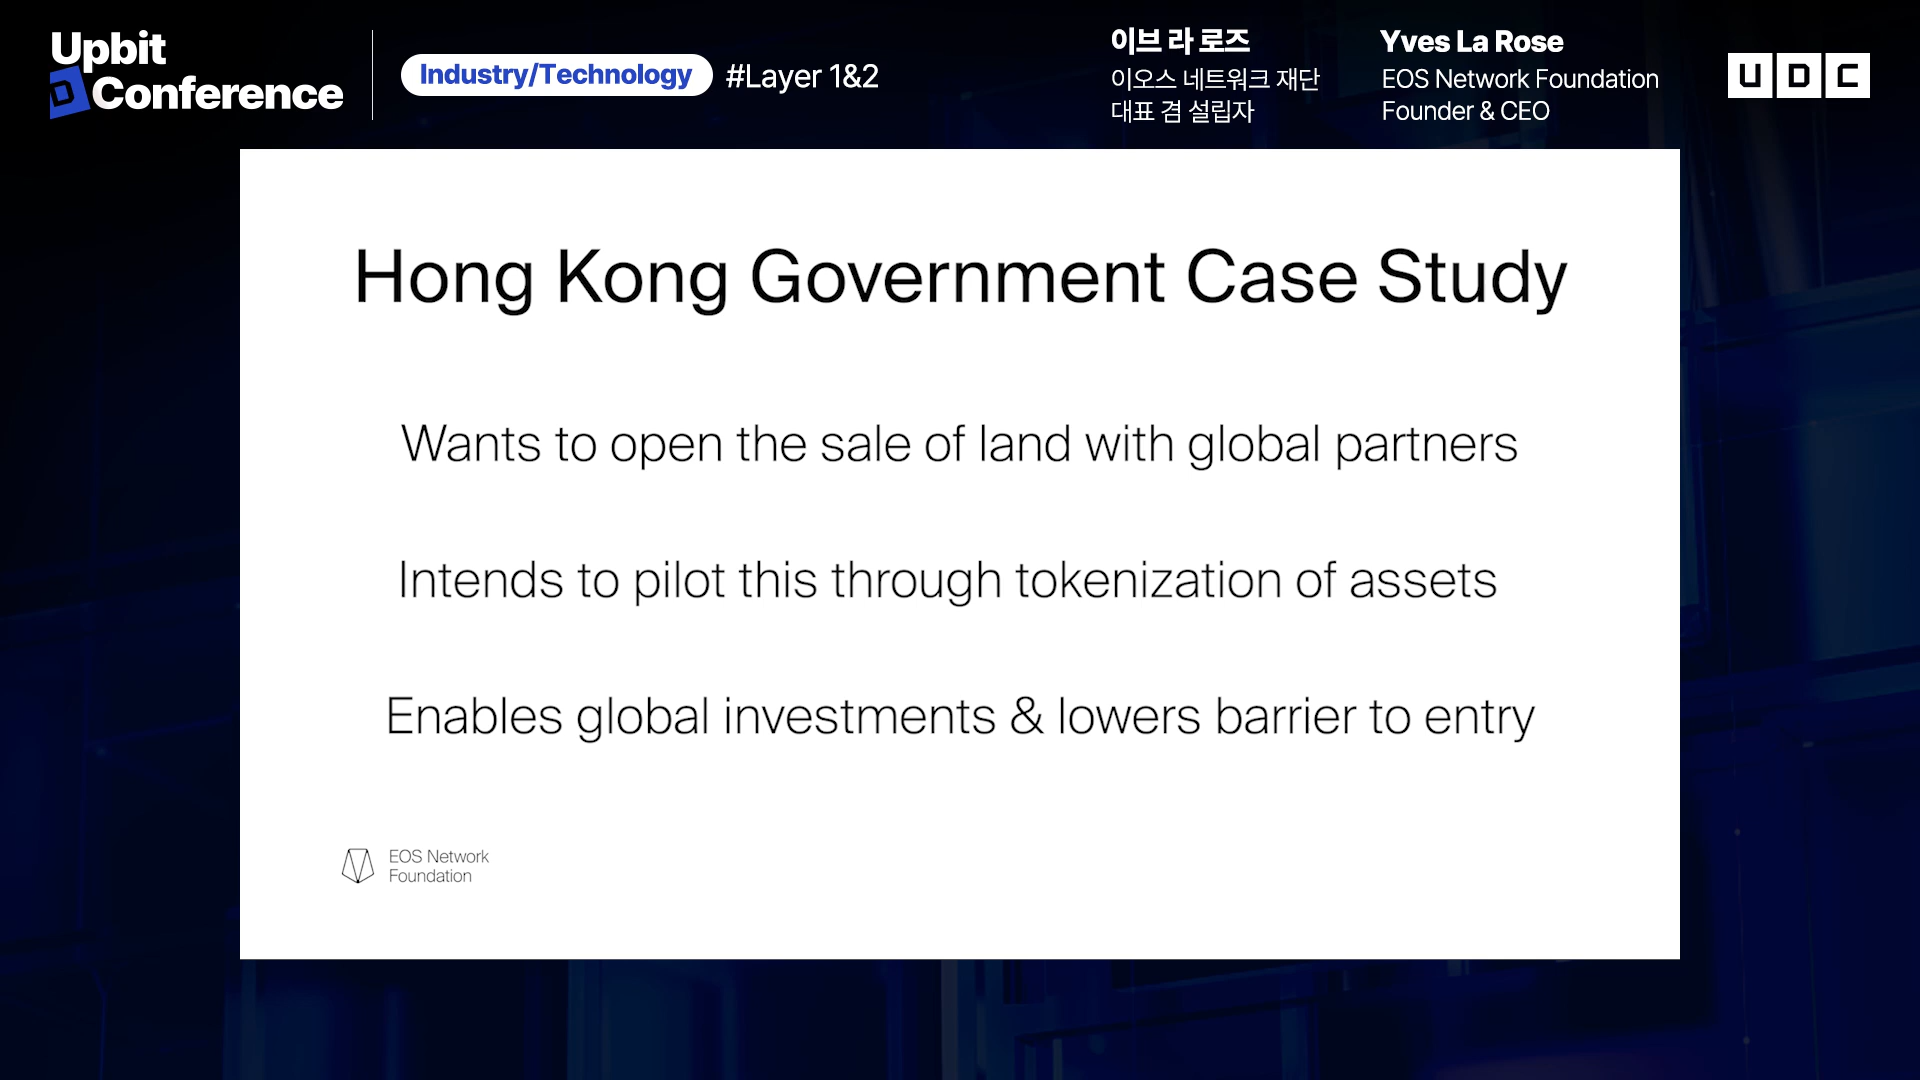 Upbit
D Conference
Industry/Technology #Layer 1&2
이브 라 로즈
이오스 네트워크 재단
대표 겸 설립자
Yves La Rose
EOS Network Foundation
Founder & CEO
UDC
Hong Kong Government Case Study
Wants to open the sale of land with global partners
Intends to pilot this through tokenization of assets
Enables global investments & lowers barrier to entry
EOS Network
Foundation